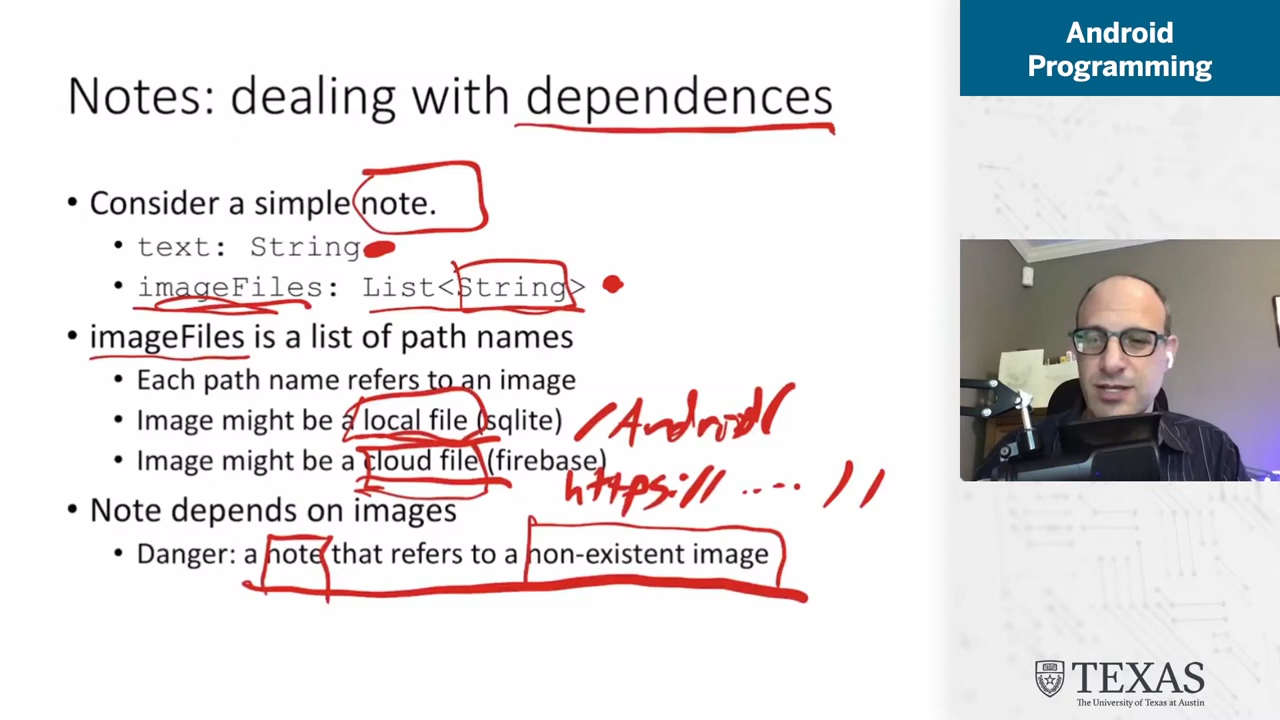 Android
Programming
Notes: dealing with dependences
• Consider a simple note.
• text: String
• imageFiles: List<String>
• imageFiles is a list of path names
• Each path name refers to an image
• Image might be a local file (sqlite)
/Android/
• Image might be a cloud file (firebase)
https://.... //
• Note depends on images
• Danger: a note that refers to a non-existent image
TEXAS
The University of Texas at Austin